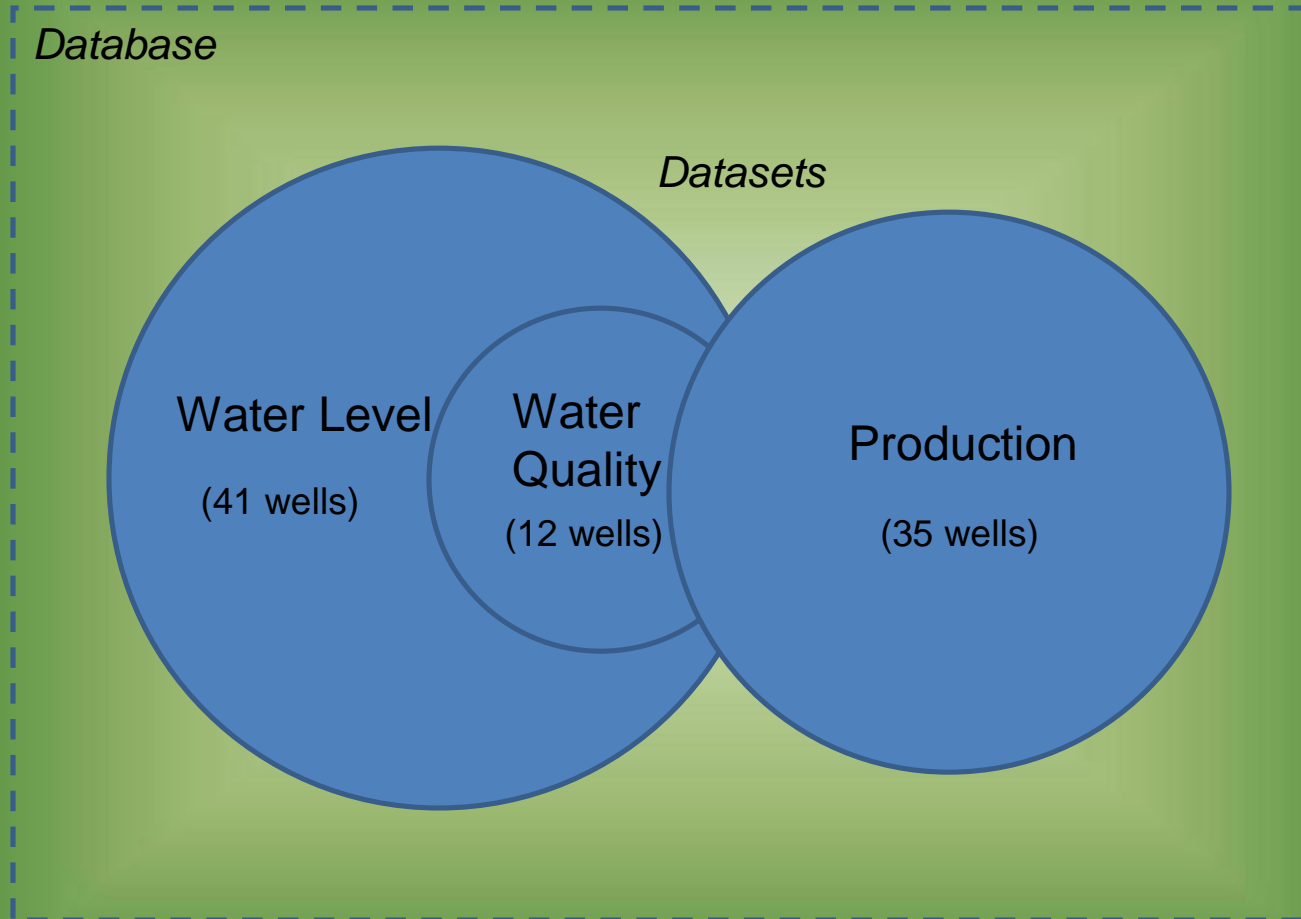 Database
Datasets
Water Level
(41 wells)
Water
Quality
(12 wells)
Production
(35 wells)